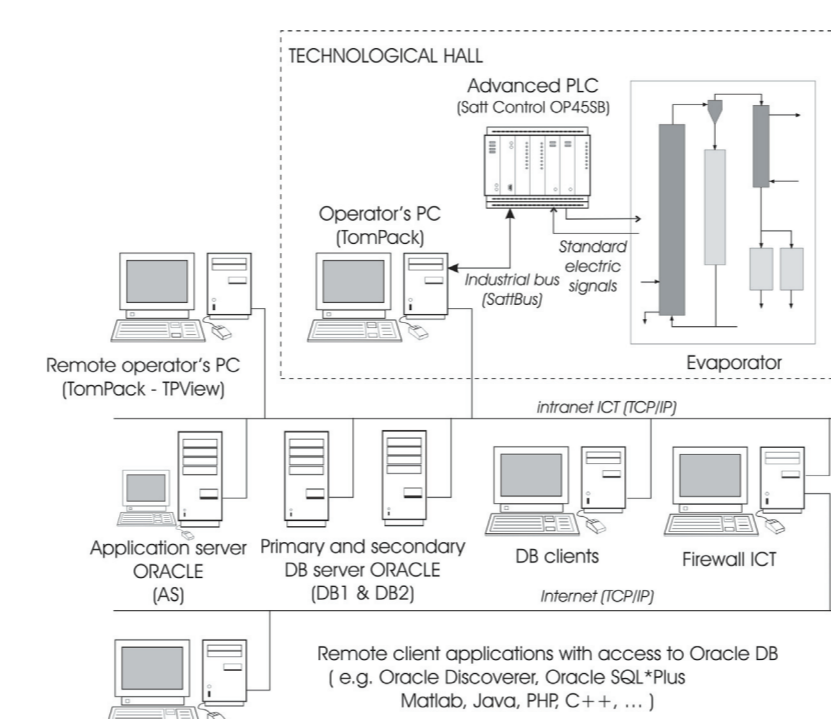 TECHNOLOGICAL HALL
Advanced PLC
(Satt Control OP45SB)
Operator's PC
(TomPack)
Industrial bus
(SattBus)
Standard
electric
signals
Evaporator
Remote operator's PC
(TomPack - TPView)
intranet ICT (TCP/IP)
Application server
ORACLE
(AS)
Primary and secondary
DB server ORACLE
(DB1 & DB2)
DB clients
Firewall ICT
Internet (TCP/IP)
Remote client applications with access to Oracle DB
( e.g. Oracle Discoverer, Oracle SQL*Plus
Matlab, Java, PHP, C++, ... )